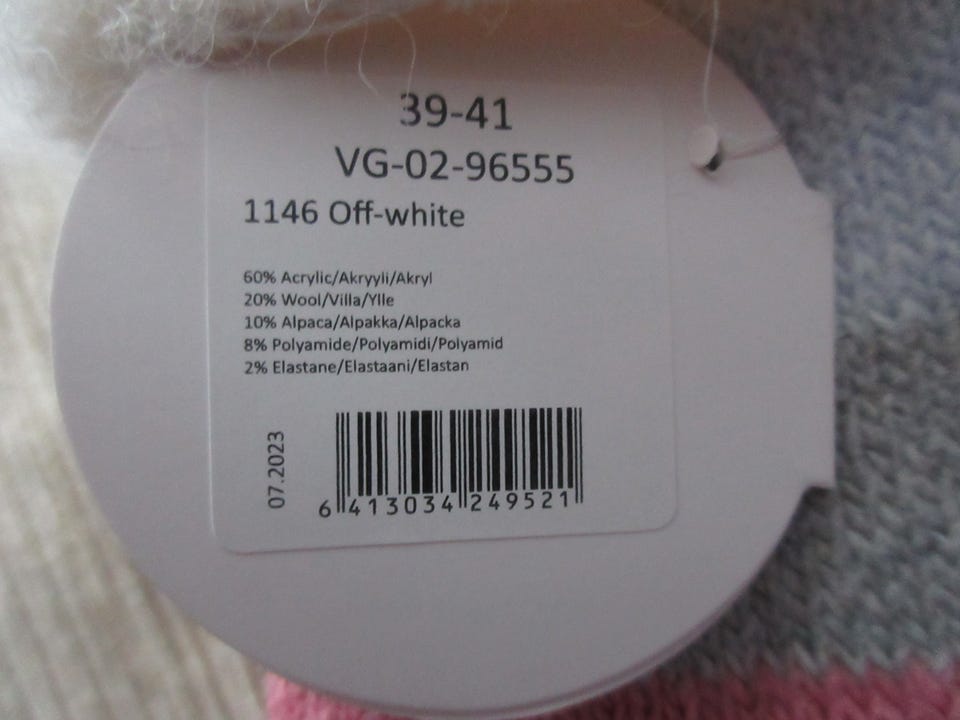 39-41
VG-02-96555
1146 Off-white
60% Acrylic/Akryyli/Akryl
20% Wool/Villa/Ylle
10% Alpaca/Alpakka/Alpacka
8% Polyamide/Polyamidi/Polyamid
2% Elastane/Elastaani/Elastan
07.2023
6 413034 249521